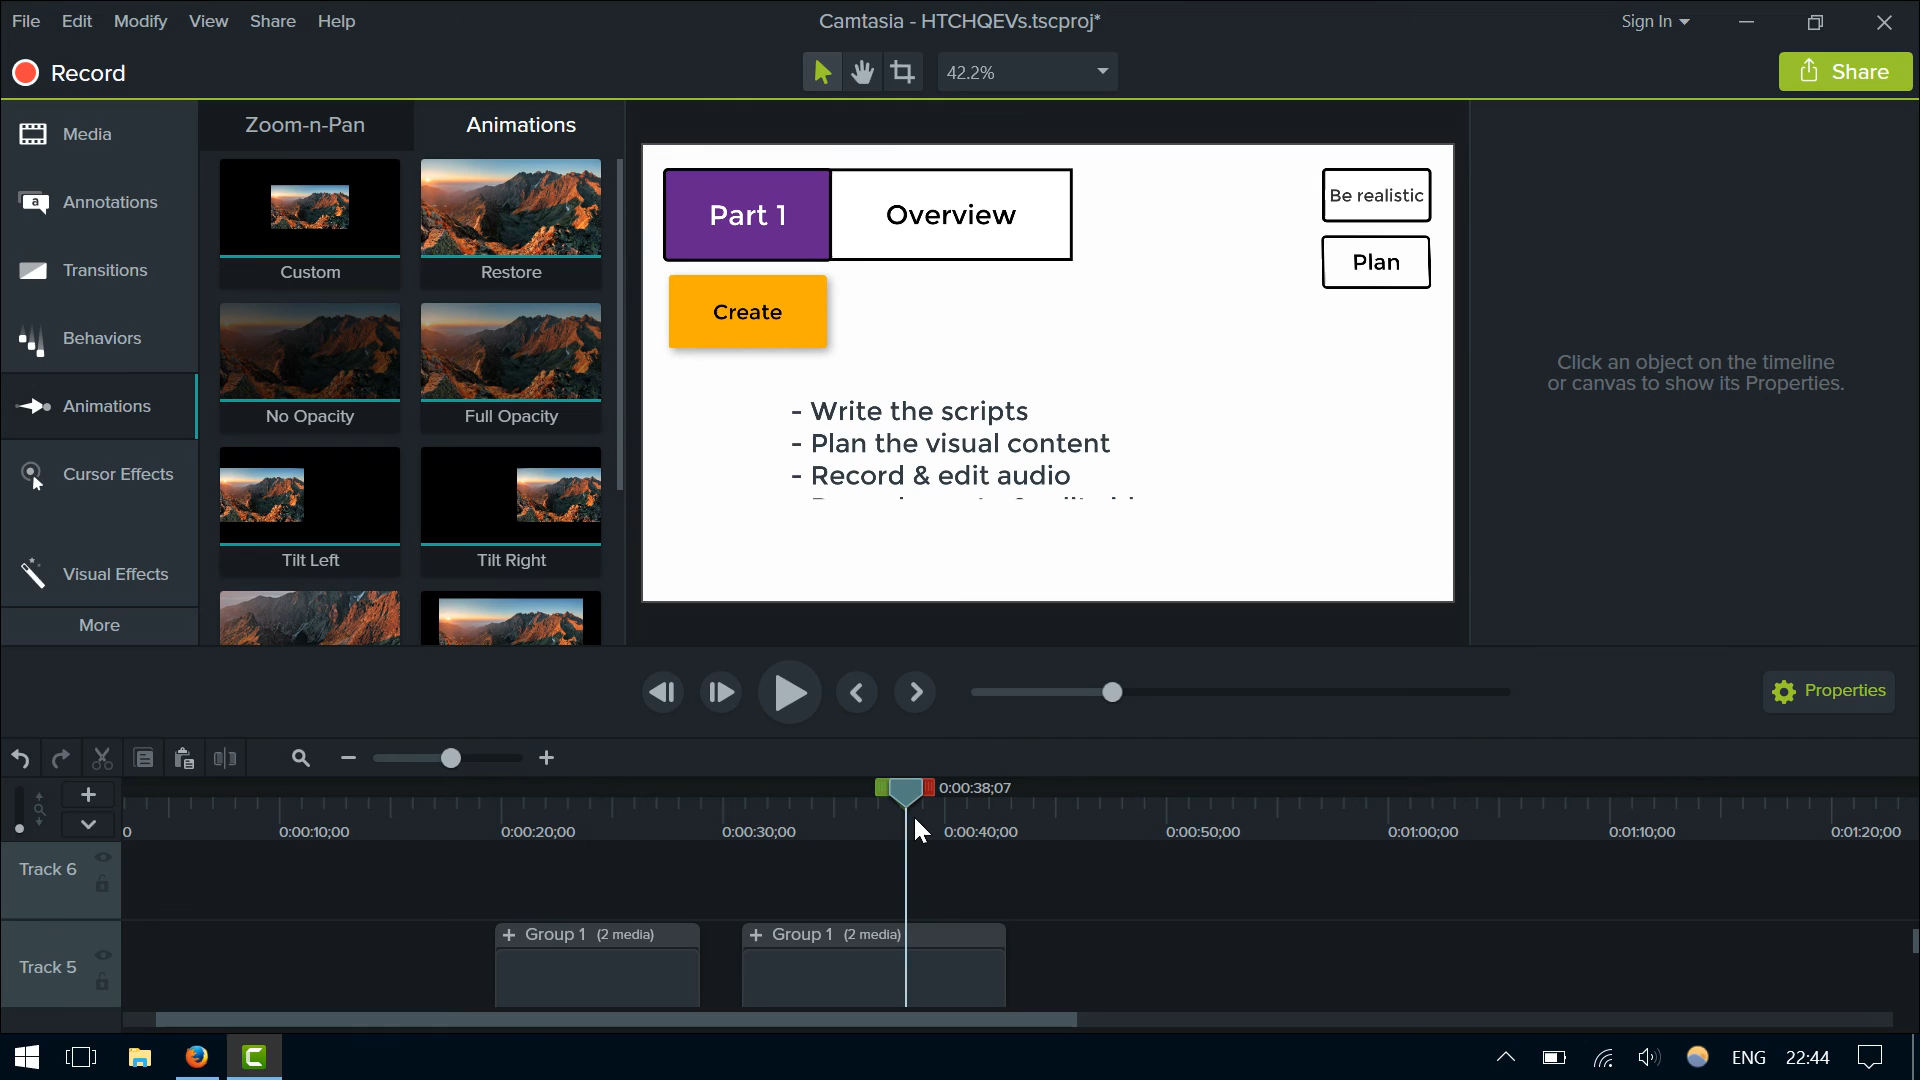 File Edit Modify View Share Help
Camtasia - HTCHQEVs.tscproj*
Sign In
Record
42.2%
Share
Media
Annotations
Transitions
Behaviors
Animations
Cursor Effects
Visual Effects
More
Zoom-n-Pan
Animations
Custom
Restore
No Opacity
Full Opacity
Tilt Left
Tilt Right
Part 1
Overview
Create
Be realistic
Plan
- Write the scripts
- Plan the visual content
- Record & edit audio
Click an object on the timeline
or canvas to show its Properties.
Properties
0:00:38;07
0
0:00:10;00
0:00:20;00
0:00:30;00
0:00:40;00
0:00:50;00
0:01:00;00
0:01:10;00
0:01:20;00
Track 6
Track 5
+ Group 1 (2 media)
+ Group 1 (2 media)
ENG
22:44